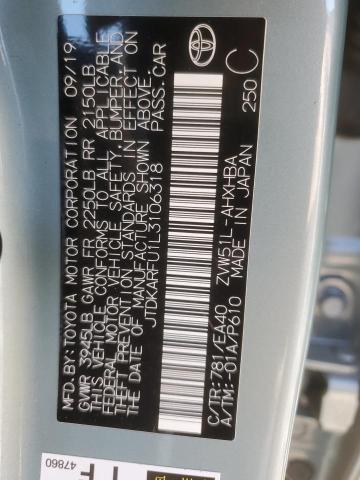 MFD. BY: TOYOTA MOTOR CORPORATION 09/19
GVWR 3945LB GAWR FR 2250LB RR 2150LB
THIS VEHICLE CONFORMS TO ALL APPLICABLE
FEDERAL MOTOR VEHICLE SAFETY, BUMPER, AND
THEFT PREVENTION STANDARDS IN EFFECT ON
THE DATE OF MANUFACTURE SHOWN ABOVE.
JTDKARFU1L3106318 PASS.CAR
C/TR:781/EA40 ZVW51L-AHXHBA
A/TM:-01A/P610 MADE IN JAPAN 250 C
TOYOTA
47860